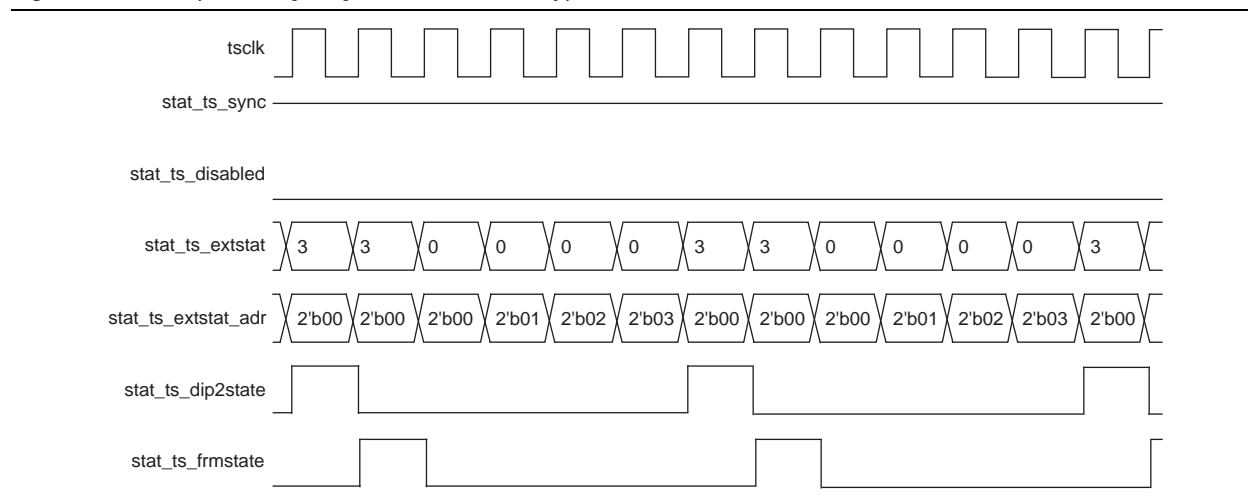 tsclk
stat_ts_sync
stat_ts_disabled
stat_ts_extstat 3 3 0 0 0 0 3 3 0 0 0 0 3
stat_ts_extstat_adr 2'b00 2'b00 2'b00 2'b01 2'b02 2'b03 2'b00 2'b00 2'b00 2'b01 2'b02 2'b03 2'b00
stat_ts_dip2state
stat_ts_frmstate